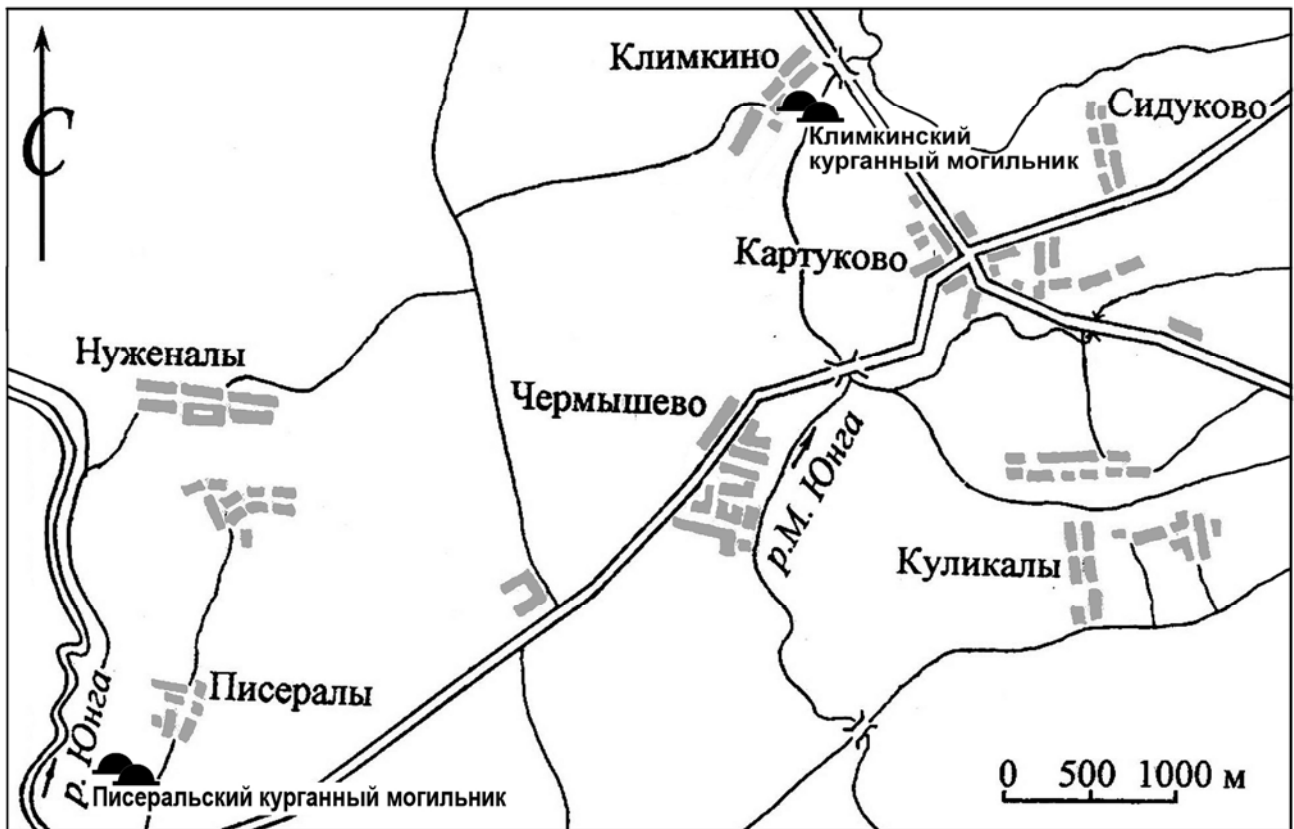 Климкино
Сидуково
С
Климкинский
курганный могильник
Картуково
Нуженалы
Чермышево
р.М. Юнга
Куликалы
Писералы
р. Юнга
0 500 1000 м
Писеральский курганный могильник